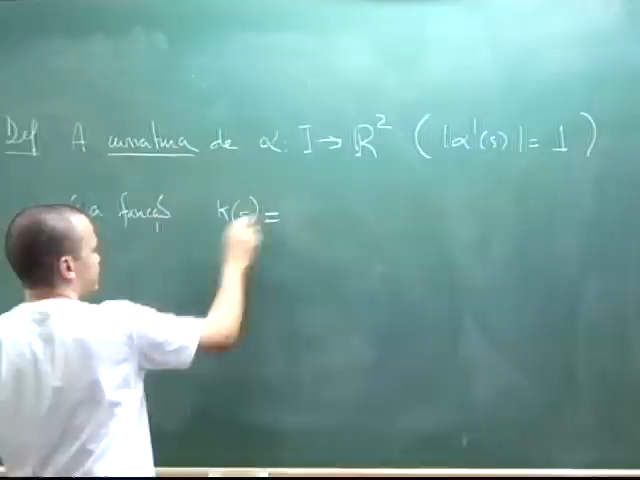 Def A curvatura de α: I → ℝ² (|α'(s)| = 1)
é a função k(s) =